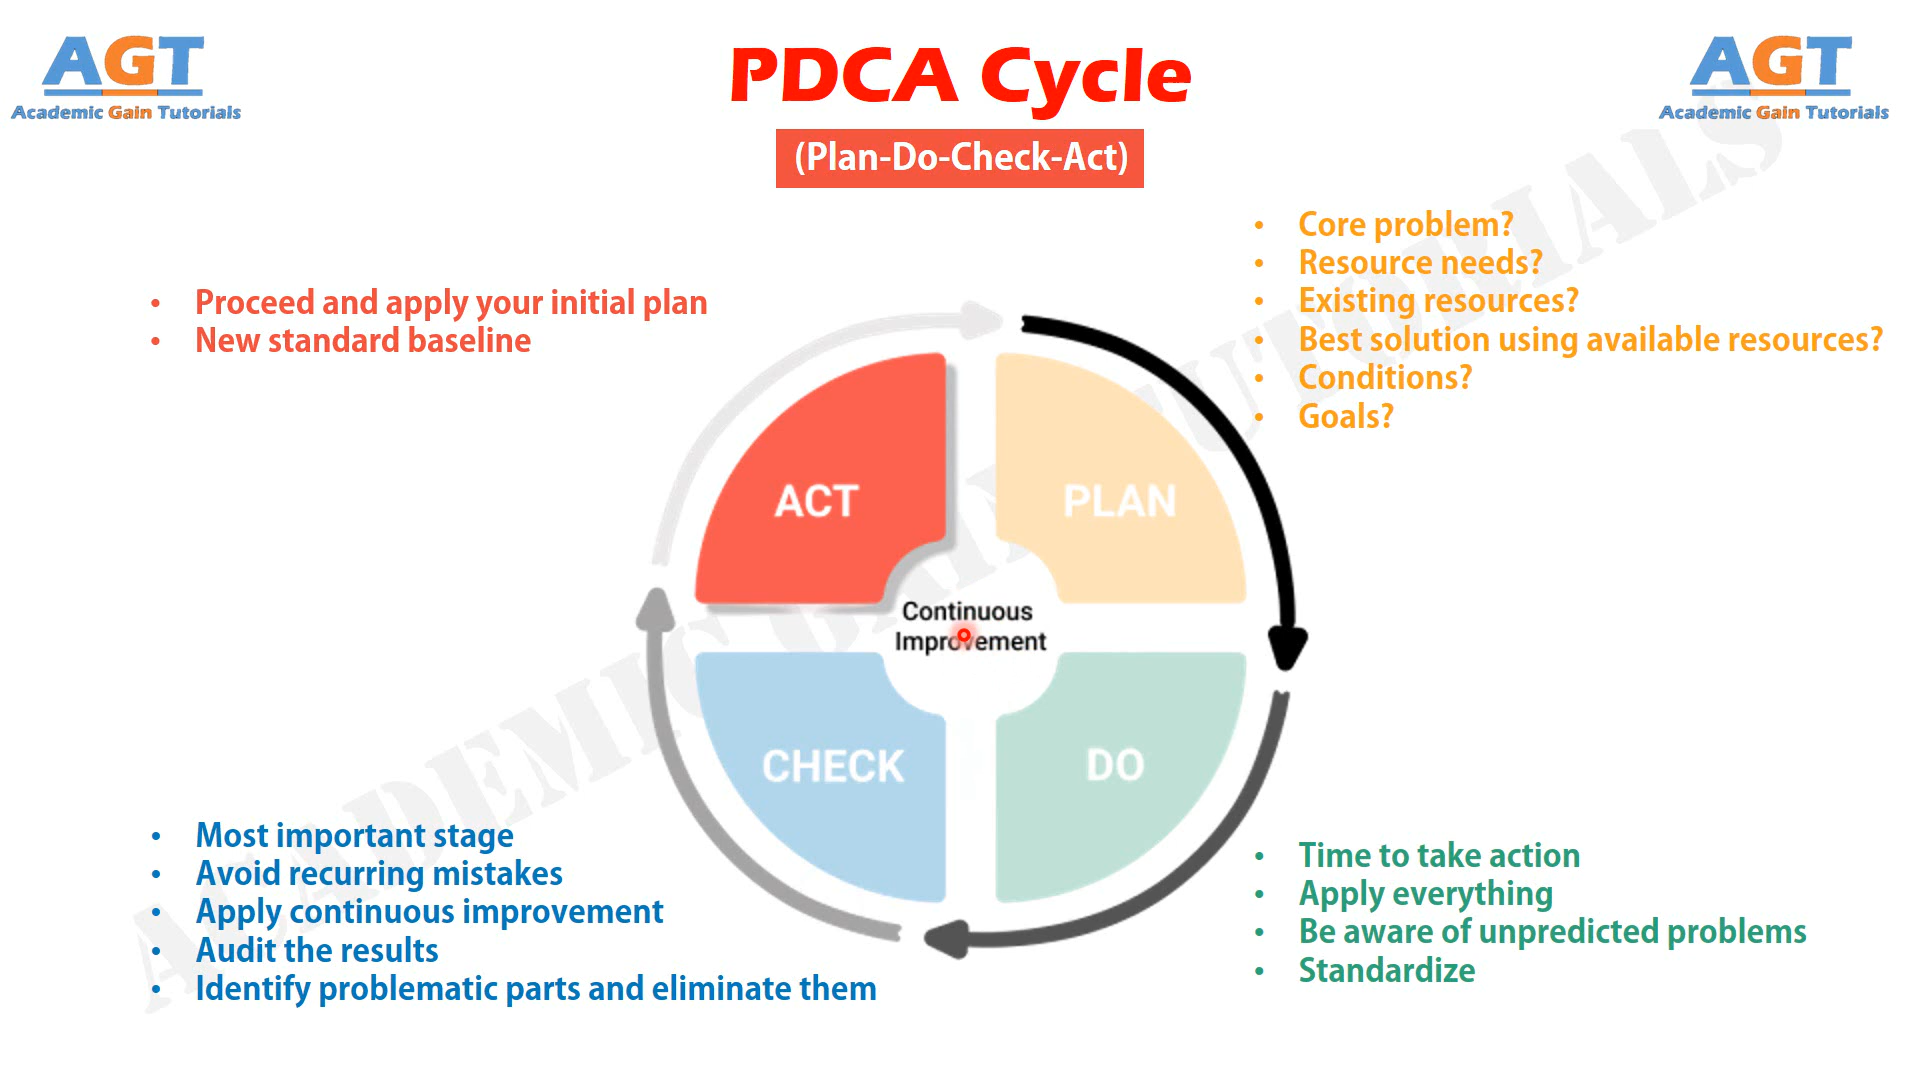 AGT
Academic Gain Tutorials
PDCA Cycle
(Plan-Do-Check-Act)
AGT
Academic Gain Tutorials
• Proceed and apply your initial plan
• New standard baseline
• Core problem?
• Resource needs?
• Existing resources?
• Best solution using available resources?
• Conditions?
• Goals?
ACT
PLAN
Continuous
Improvement
CHECK
DO
• Most important stage
• Avoid recurring mistakes
• Apply continuous improvement
• Audit the results
• Identify problematic parts and eliminate them
• Time to take action
• Apply everything
• Be aware of unpredicted problems
• Standardize
ACADEMIC GAIN TUTORIALS